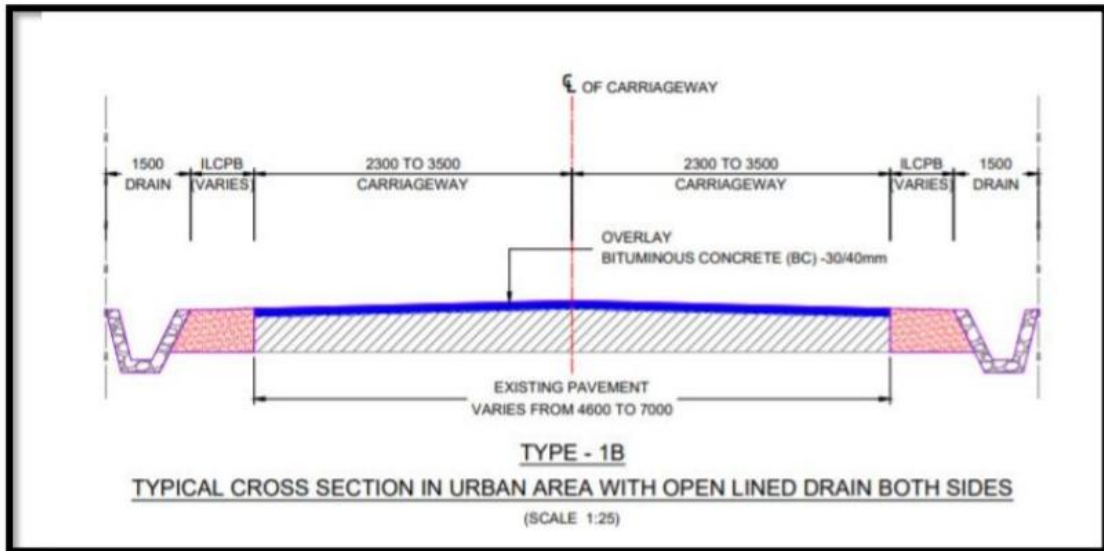 ℄ OF CARRIAGEWAY
1500 ILCPB 2300 TO 3500 2300 TO 3500 ILCPB 1500
DRAIN (VARIES) CARRIAGEWAY CARRIAGEWAY (VARIES) DRAIN
OVERLAY
BITUMINOUS CONCRETE (BC) -30/40mm
EXISTING PAVEMENT
VARIES FROM 4600 TO 7000
TYPE - 1B
TYPICAL CROSS SECTION IN URBAN AREA WITH OPEN LINED DRAIN BOTH SIDES
(SCALE 1:25)